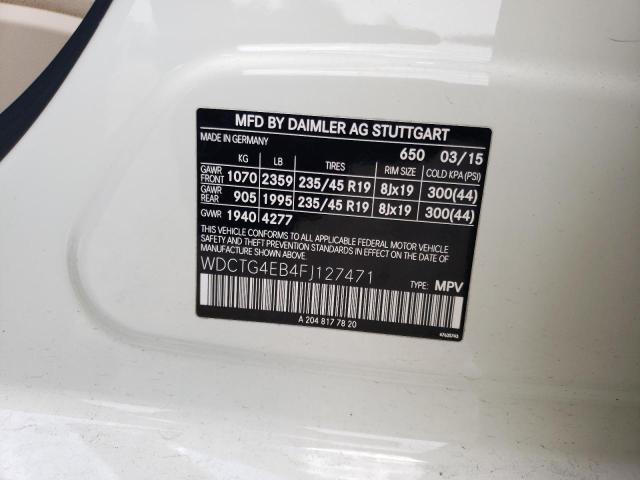 MFD BY DAIMLER AG STUTTGART
MADE IN GERMANY 650 03/15
KG LB TIRES RIM SIZE COLD KPA (PSI)
GAWR FRONT 1070 2359 235/45 R19 8Jx19 300(44)
GAWR REAR 905 1995 235/45 R19 8Jx19 300(44)
GVWR 1940 4277
THIS VEHICLE CONFORMS TO ALL APPLICABLE FEDERAL MOTOR VEHICLE
SAFETY AND THEFT PREVENTION STANDARDS IN EFFECT ON THE DATE
OF MANUFACTURE SHOWN ABOVE.
WDCTG4EB4FJ127471 TYPE: MPV
A 204 817 78 20